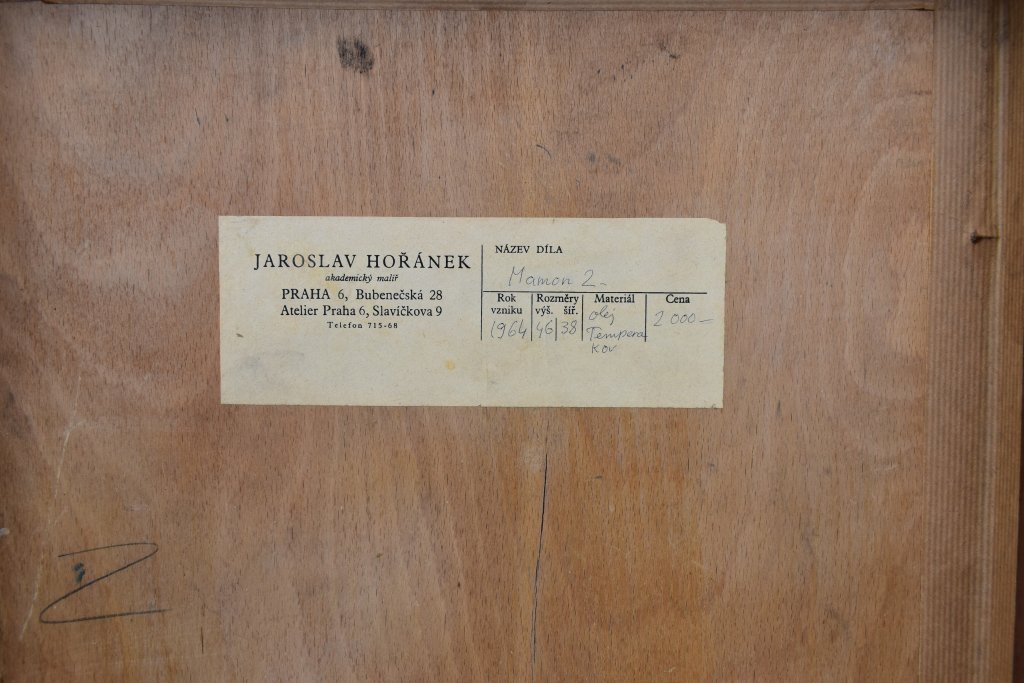 JAROSLAV HOŘÁNEK
akademický malíř
PRAHA 6, Bubenečská 28
Atelier Praha 6, Slavíčkova 9
Telefon 715-68
NÁZEV DÍLA
Mamon 2-
Rok vzniku
Rozměry
výš. šíř.
Materiál
Cena
1964
46 38
olej
Tempera
kov
2 000—